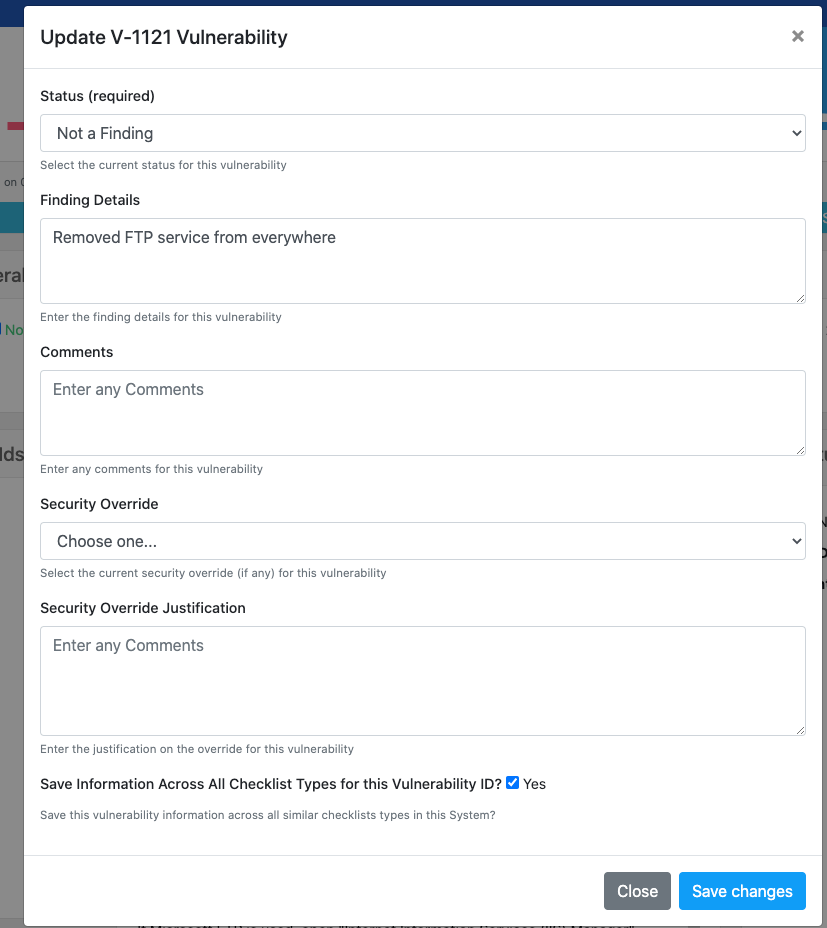 Update V-1121 Vulnerability
×
Status (required)
Not a Finding
Select the current status for this vulnerability
on
Finding Details
Removed FTP service from everywhere
No
Enter the finding details for this vulnerability
Comments
Enter any Comments
Enter any comments for this vulnerability
Security Override
Choose one...
Select the current security override (if any) for this vulnerability
Security Override Justification
Enter any Comments
Enter the justification on the override for this vulnerability
Save Information Across All Checklist Types for this Vulnerability ID? Yes
Save this vulnerability information across all similar checklists types in this System?
Close Save changes